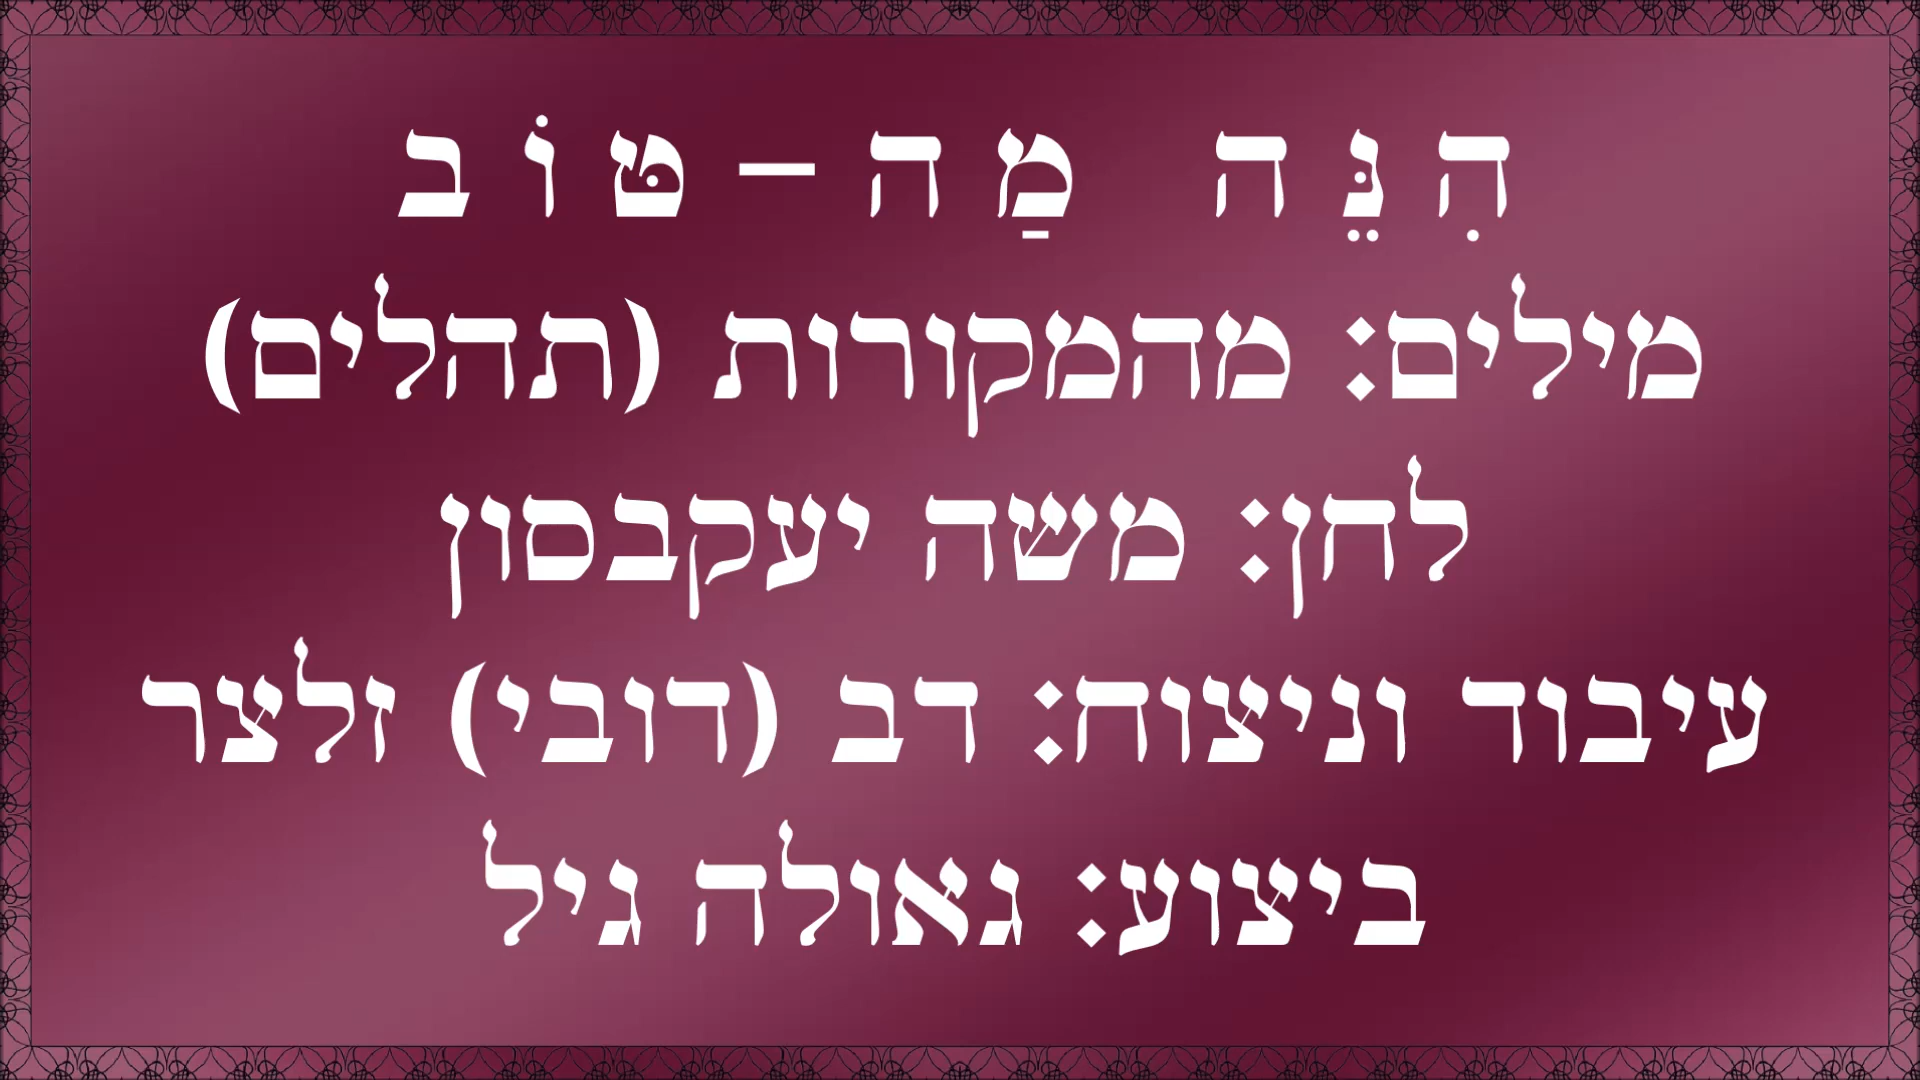 הִ נֵּ ה מַ ה – טּ וֹ ב
מילים: מהמקורות (תהלים)
לחן: משה יעקבסון
עיבוד וניצוח: דב (דובי) זלצר
ביצוע: גאולה גיל